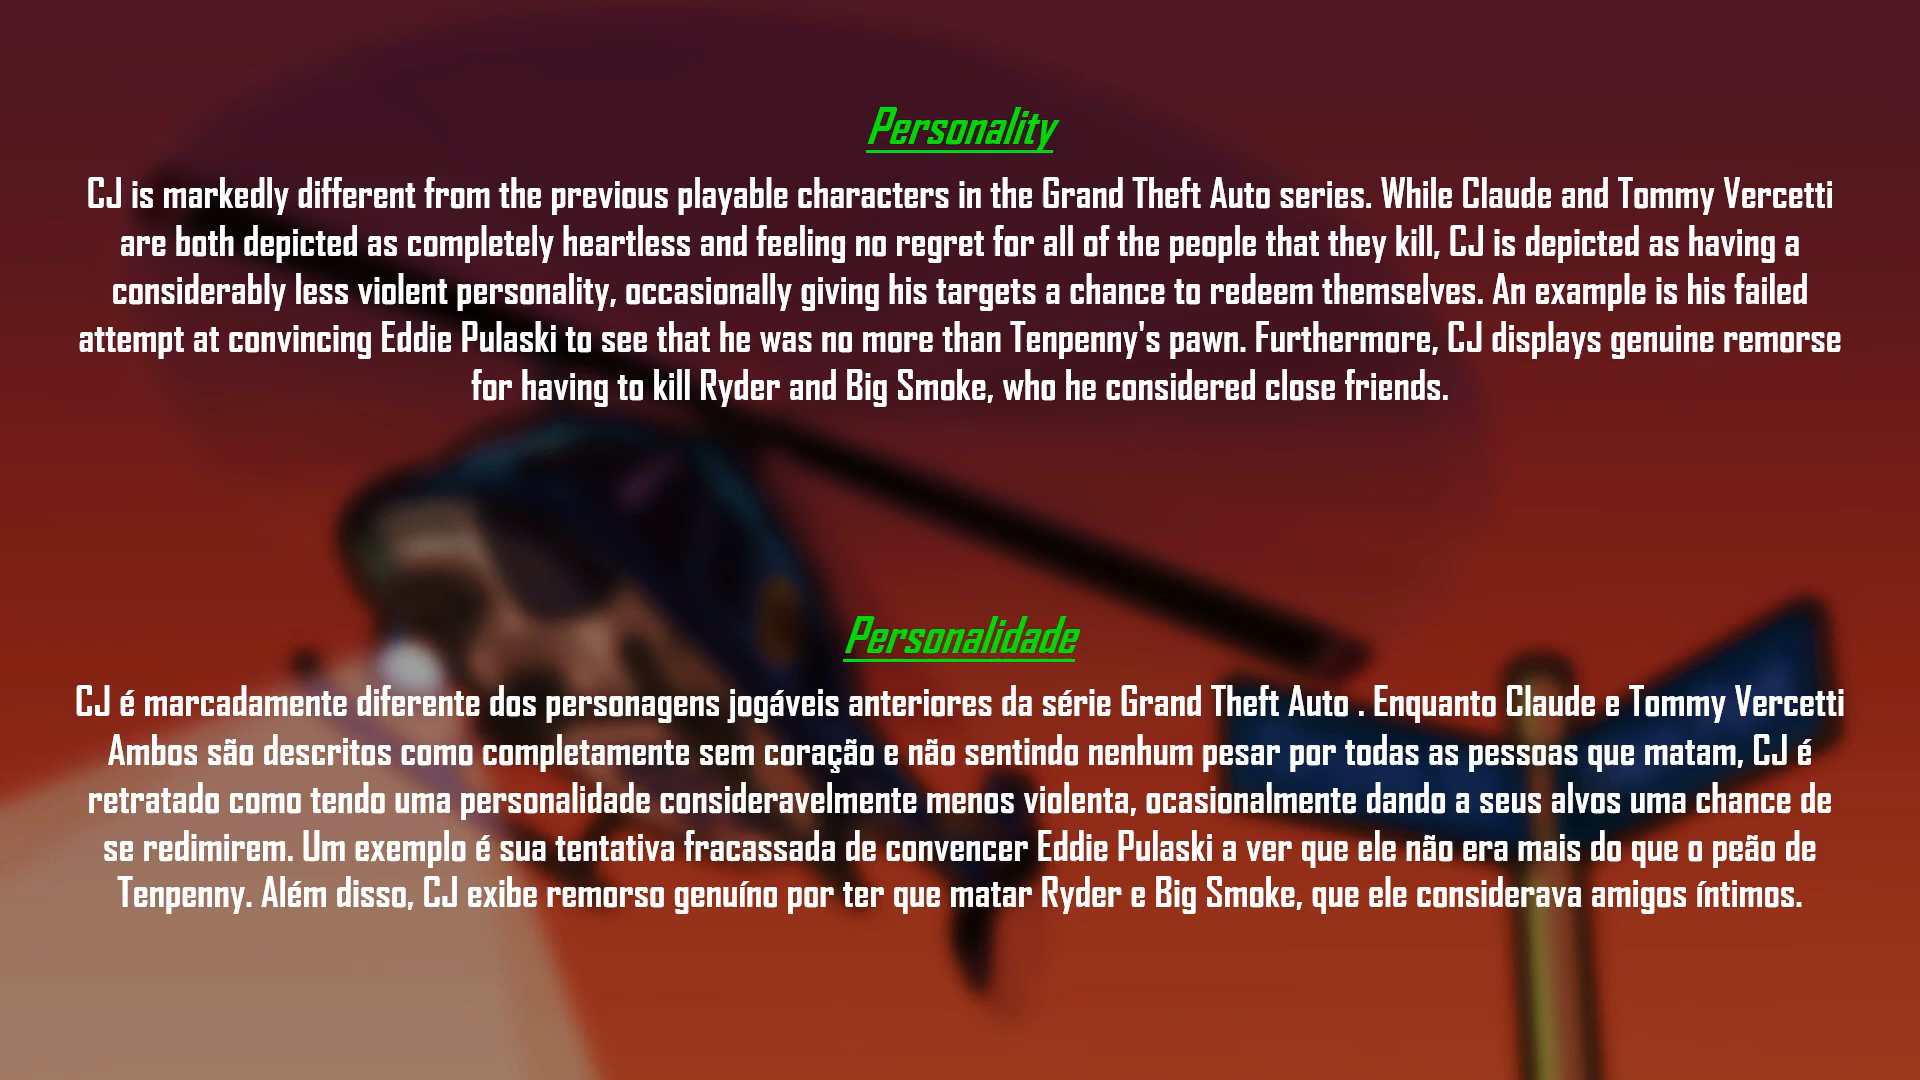 Personality
CJ is markedly different from the previous playable characters in the Grand Theft Auto series. While Claude and Tommy Vercetti
are both depicted as completely heartless and feeling no regret for all of the people that they kill, CJ is depicted as having a
considerably less violent personality, occasionally giving his targets a chance to redeem themselves. An example is his failed
attempt at convincing Eddie Pulaski to see that he was no more than Tenpenny's pawn. Furthermore, CJ displays genuine remorse
for having to kill Ryder and Big Smoke, who he considered close friends.
Personalidade
CJ é marcadamente diferente dos personagens jogáveis anteriores da série Grand Theft Auto . Enquanto Claude e Tommy Vercetti
Ambos são descritos como completamente sem coração e não sentindo nenhum pesar por todas as pessoas que matam, CJ é
retratado como tendo uma personalidade consideravelmente menos violenta, ocasionalmente dando a seus alvos uma chance de
se redimirem. Um exemplo é sua tentativa fracassada de convencer Eddie Pulaski a ver que ele não era mais do que o peão de
Tenpenny. Além disso, CJ exibe remorso genuíno por ter que matar Ryder e Big Smoke, que ele considerava amigos íntimos.